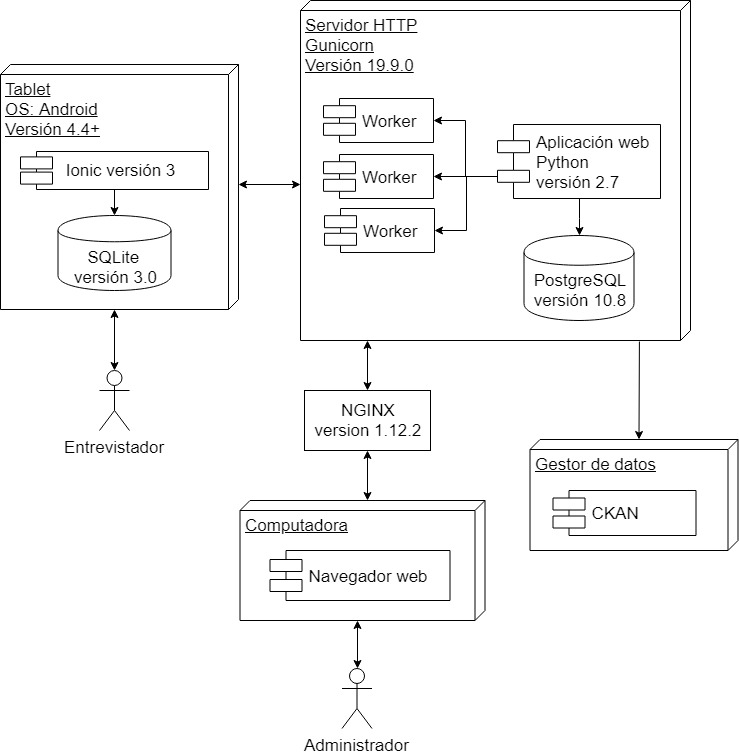 Servidor HTTP
Gunicorn
Versión 19.9.0
Tablet
OS: Android
Versión 4.4+
Worker
Aplicación web
Python
versión 2.7
Ionic versión 3
Worker
Worker
SQLite
versión 3.0
PostgreSQL
versión 10.8
Entrevistador
NGINX
version 1.12.2
Gestor de datos
CKAN
Computadora
Navegador web
Administrador